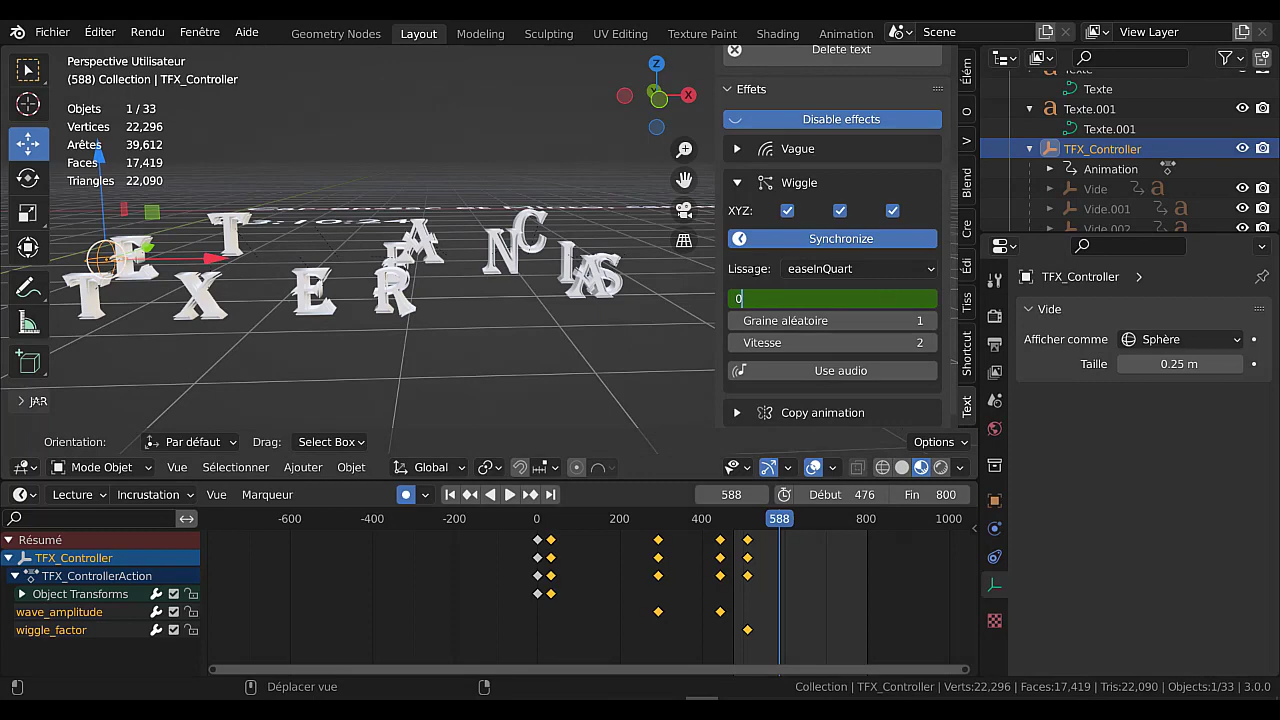 Fichier Éditer Rendu Fenêtre Aide Geometry Nodes Layout Modeling Sculpting UV Editing Texture Paint Shading Animation Scene View Layer
Perspective Utilisateur
(588) Collection | TFX_Controller
Objets 1 / 33
Vertices 22,296
Arêtes 39,612
Faces 17,419
Triangles 22,090
Z
X
T E X T E R E A N C I A S
JAR
Delete text
Effets
Disable effects
Vague
Wiggle
XYZ:
Synchronize
Lissage: easeInQuart
0
Graine aléatoire 1
Vitesse 2
Use audio
Copy animation
Élém
O
V
Blend
Cre
Édi
Tiss
Shortcut
Text
Texte
Texte.001
Texte.001
TFX_Controller
Animation
Vide
Vide.001
Vide.002
TFX_Controller
Vide
Afficher comme Sphère
Taille 0.25 m
Orientation: Par défaut Drag: Select Box Options
Mode Objet Vue Sélectionner Ajouter Objet Global
Lecture Incrustation Vue Marqueur 588 Début 476 Fin 800
-600 -400 -200 0 200 400 588 800 1000
Résumé
TFX_Controller
TFX_ControllerAction
Object Transforms
wave_amplitude
wiggle_factor
Déplacer vue Collection | TFX_Controller | Verts:22,296 | Faces:17,419 | Tris:22,090 | Objects:1/33 | 3.0.0